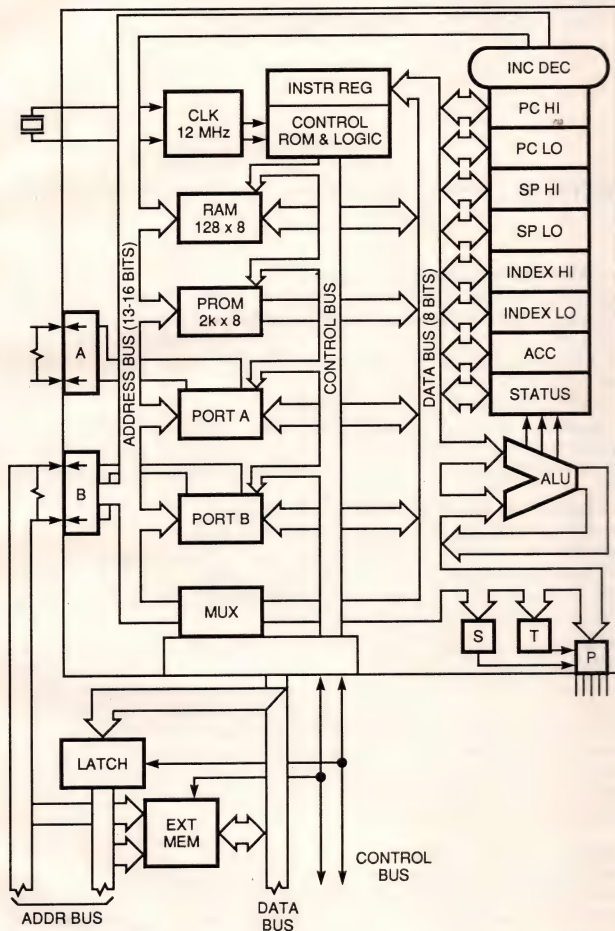 INC DEC
INSTR REG
CLK
12 MHz
CONTROL
ROM & LOGIC
PC HI
PC LO
RAM
128 x 8
SP HI
SP LO
ADDRESS BUS (13-16 BITS)
PROM
2k x 8
CONTROL BUS
DATA BUS (8 BITS)
INDEX HI
INDEX LO
A
ACC
PORT A
STATUS
B
ALU
PORT B
MUX
S
T
P
LATCH
EXT
MEM
CONTROL
BUS
ADDR BUS
DATA
BUS